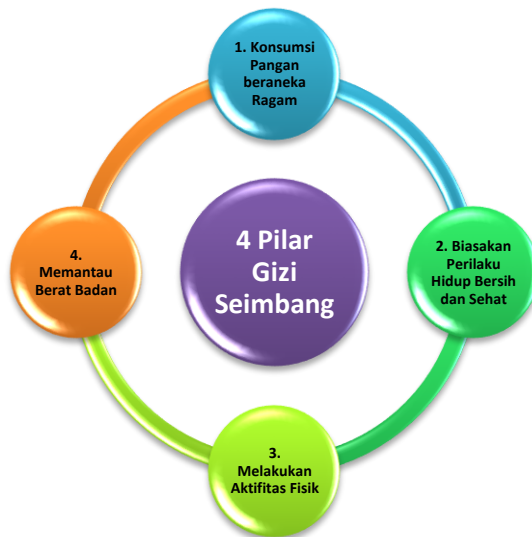 1. Konsumsi
Pangan
beraneka
Ragam
4 Pilar
Gizi
Seimbang
2. Biasakan
Perilaku
Hidup Bersih
dan Sehat
3.
Melakukan
Aktifitas Fisik
4.
Memantau
Berat Badan